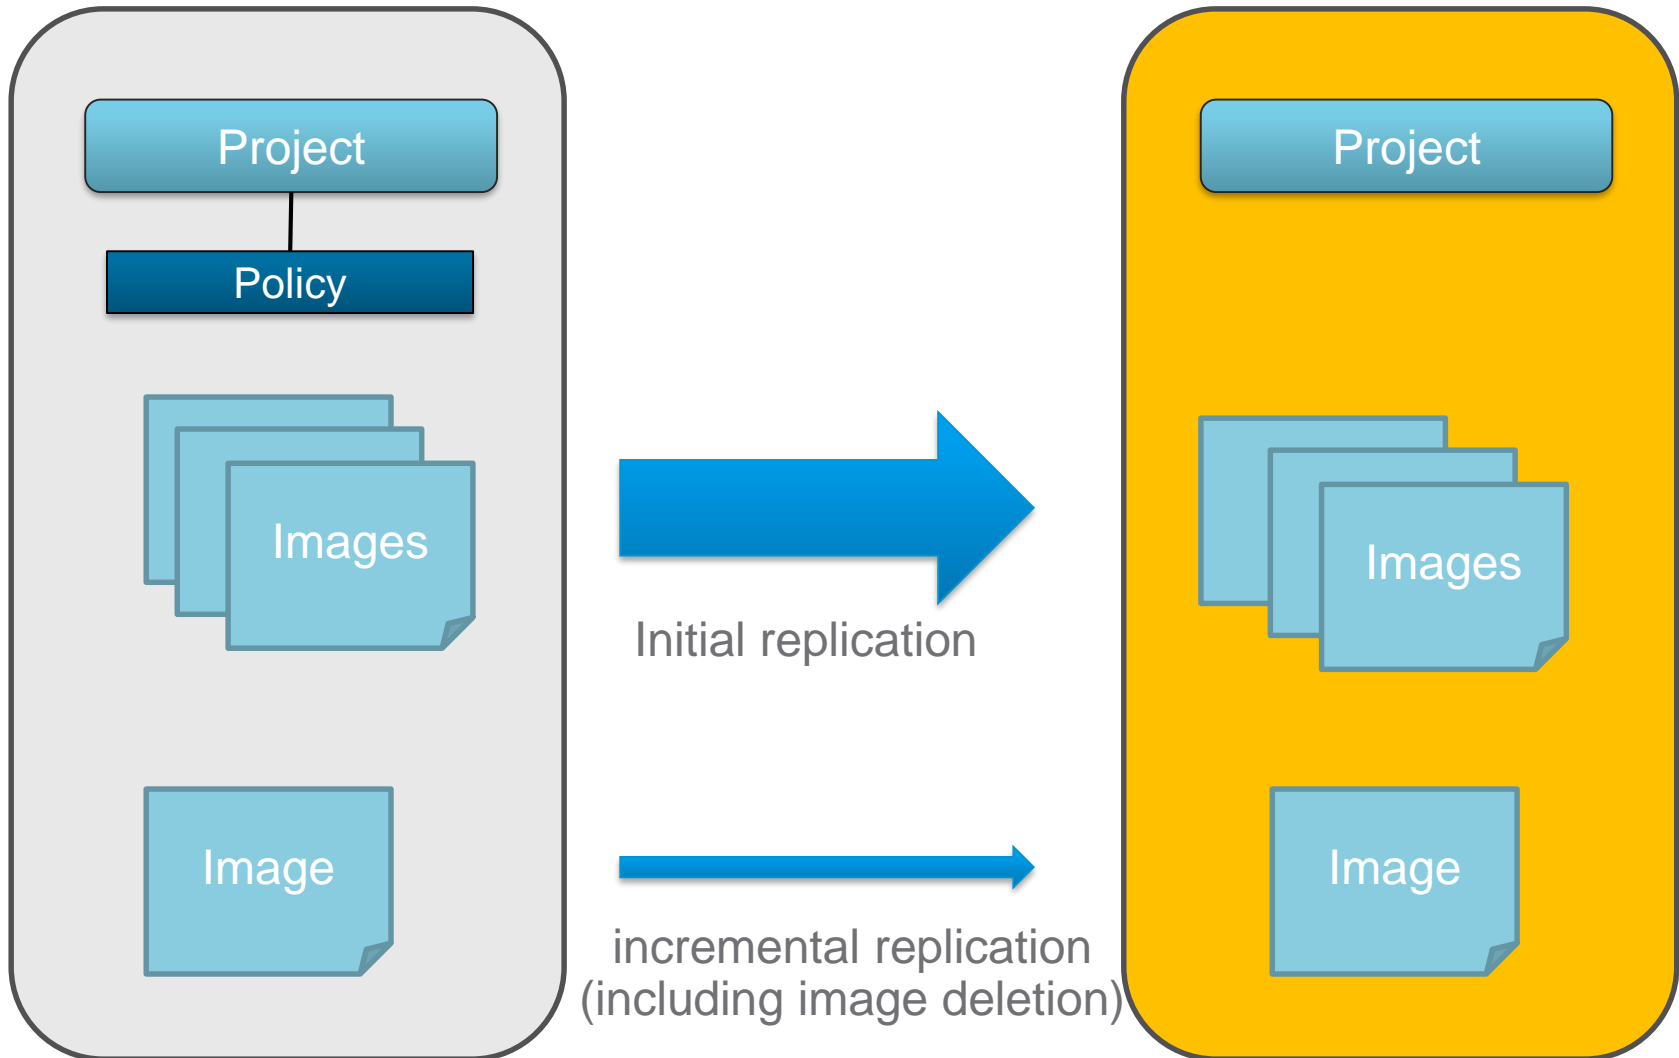 Project
Policy
Images
Image
Initial replication
incremental replication
(including image deletion)
Project
Images
Image